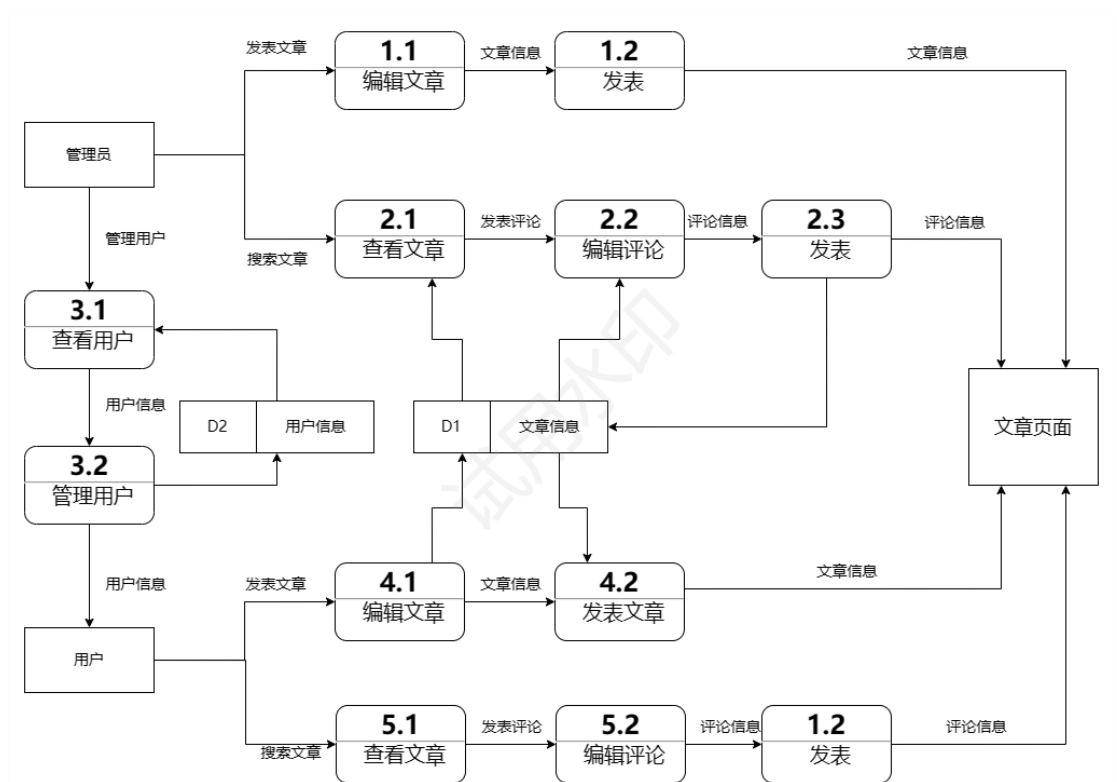 发表文章
1.1
编辑文章
文章信息
1.2
发表
文章信息
管理员
管理用户
搜索文章
2.1
查看文章
发表评论
2.2
编辑评论
评论信息
2.3
发表
评论信息
3.1
查看用户
用户信息
D2
用户信息
D1
文章信息
文章页面
3.2
管理用户
用户信息
试用水印
发表文章
4.1
编辑文章
文章信息
4.2
发表文章
文章信息
用户
搜索文章
5.1
查看文章
发表评论
5.2
编辑评论
评论信息
1.2
发表
评论信息